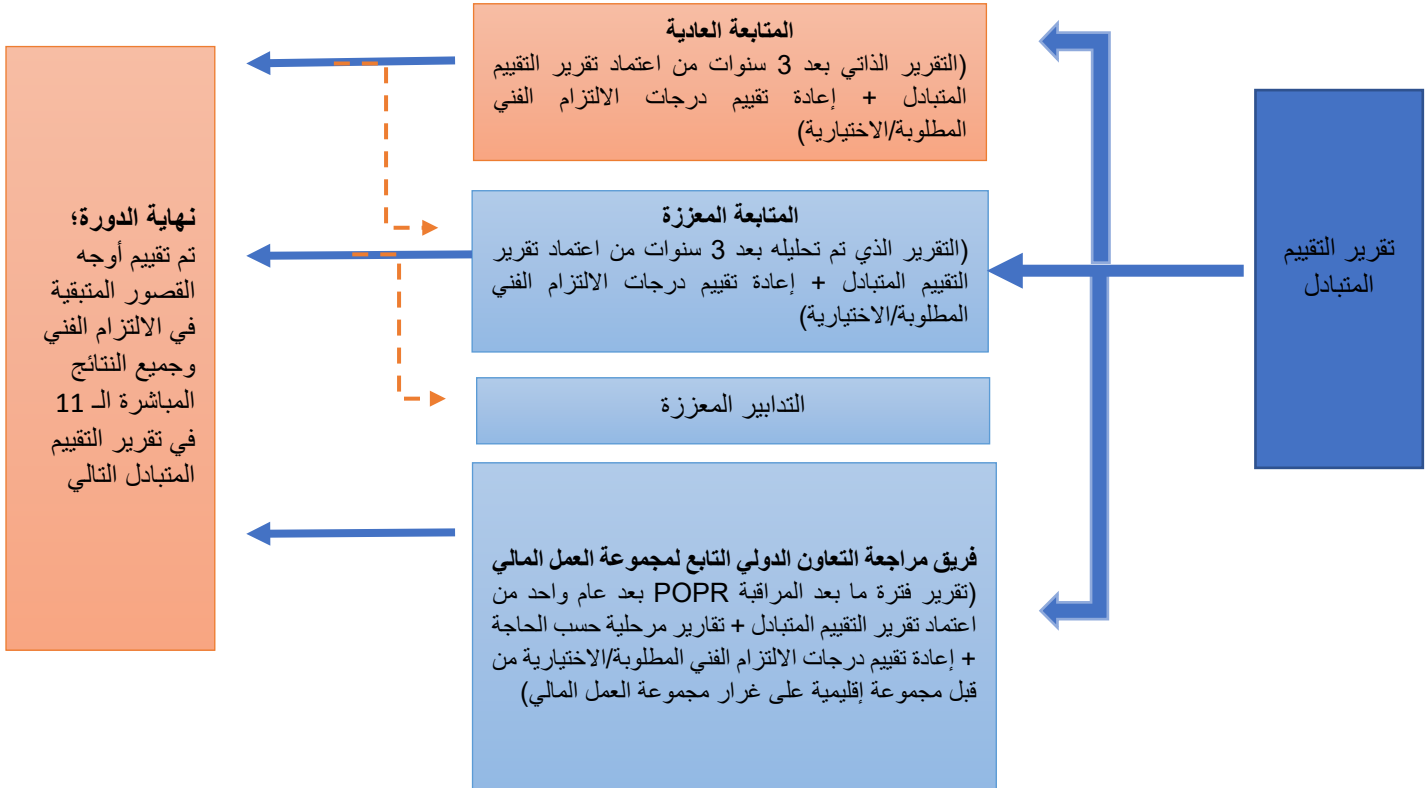 تقرير التقييم
المتبادل
المتابعة العادية
(التقرير الذاتي بعد 3 سنوات من اعتماد تقرير التقييم
المتبادل + إعادة تقييم درجات الالتزام الفني
المطلوبة/الاختيارية)
المتابعة المعززة
(التقرير الذي تم تحليله بعد 3 سنوات من اعتماد تقرير
التقييم المتبادل + إعادة تقييم درجات الالتزام الفني
المطلوبة/الاختيارية)
التدابير المعززة
فريق مراجعة التعاون الدولي التابع لمجموعة العمل المالي
(تقرير فترة ما بعد المراقبة POPR بعد عام واحد من
اعتماد تقرير التقييم المتبادل + تقارير مرحلية حسب الحاجة
+ إعادة تقييم درجات الالتزام الفني المطلوبة/الاختيارية من
قبل مجموعة إقليمية على غرار مجموعة العمل المالي)
نهاية الدورة؛
تم تقييم أوجه
القصور المتبقية
في الالتزام الفني
وجميع النتائج
المباشرة الـ 11
في تقرير التقييم
المتبادل التالي